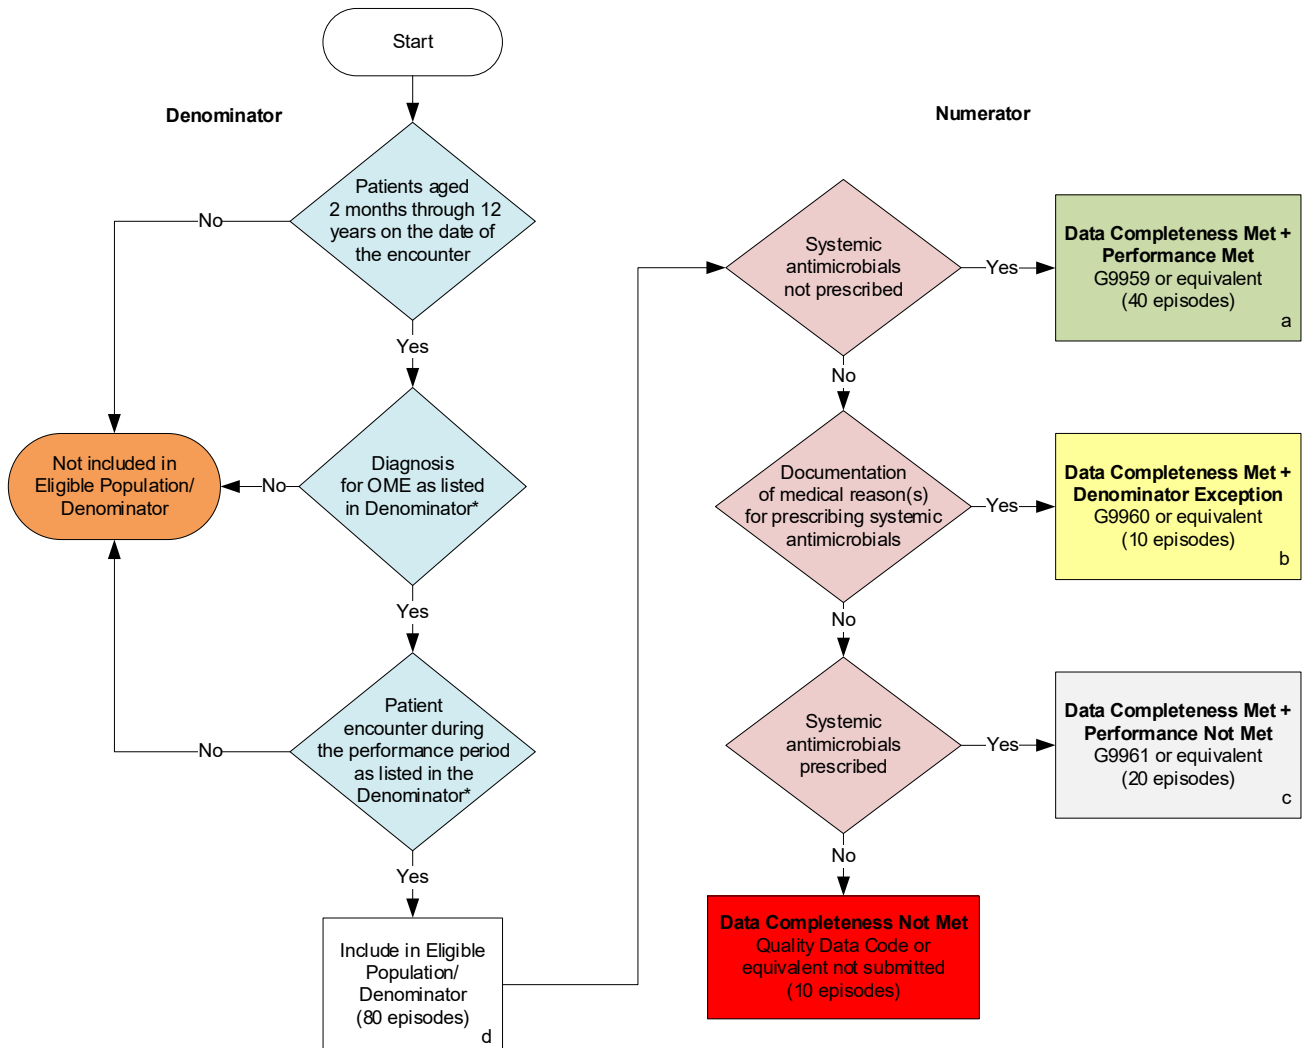 Start
Denominator
Patients aged
2 months through 12
years on the date of
the encounter
No
Yes
Diagnosis
for OME as listed
in Denominator*
No
Not included in
Eligible Population/
Denominator
Yes
Patient
encounter during
the performance period
as listed in the
Denominator*
No
Yes
Include in Eligible
Population/
Denominator
(80 episodes)
d
Numerator
Systemic
antimicrobials
not prescribed
Yes
Data Completeness Met +
Performance Met
G9959 or equivalent
(40 episodes)
a
No
Documentation
of medical reason(s)
for prescribing systemic
antimicrobials
Yes
Data Completeness Met +
Denominator Exception
G9960 or equivalent
(10 episodes)
b
No
Systemic
antimicrobials
prescribed
Yes
Data Completeness Met +
Performance Not Met
G9961 or equivalent
(20 episodes)
c
No
Data Completeness Not Met
Quality Data Code or
equivalent not submitted
(10 episodes)